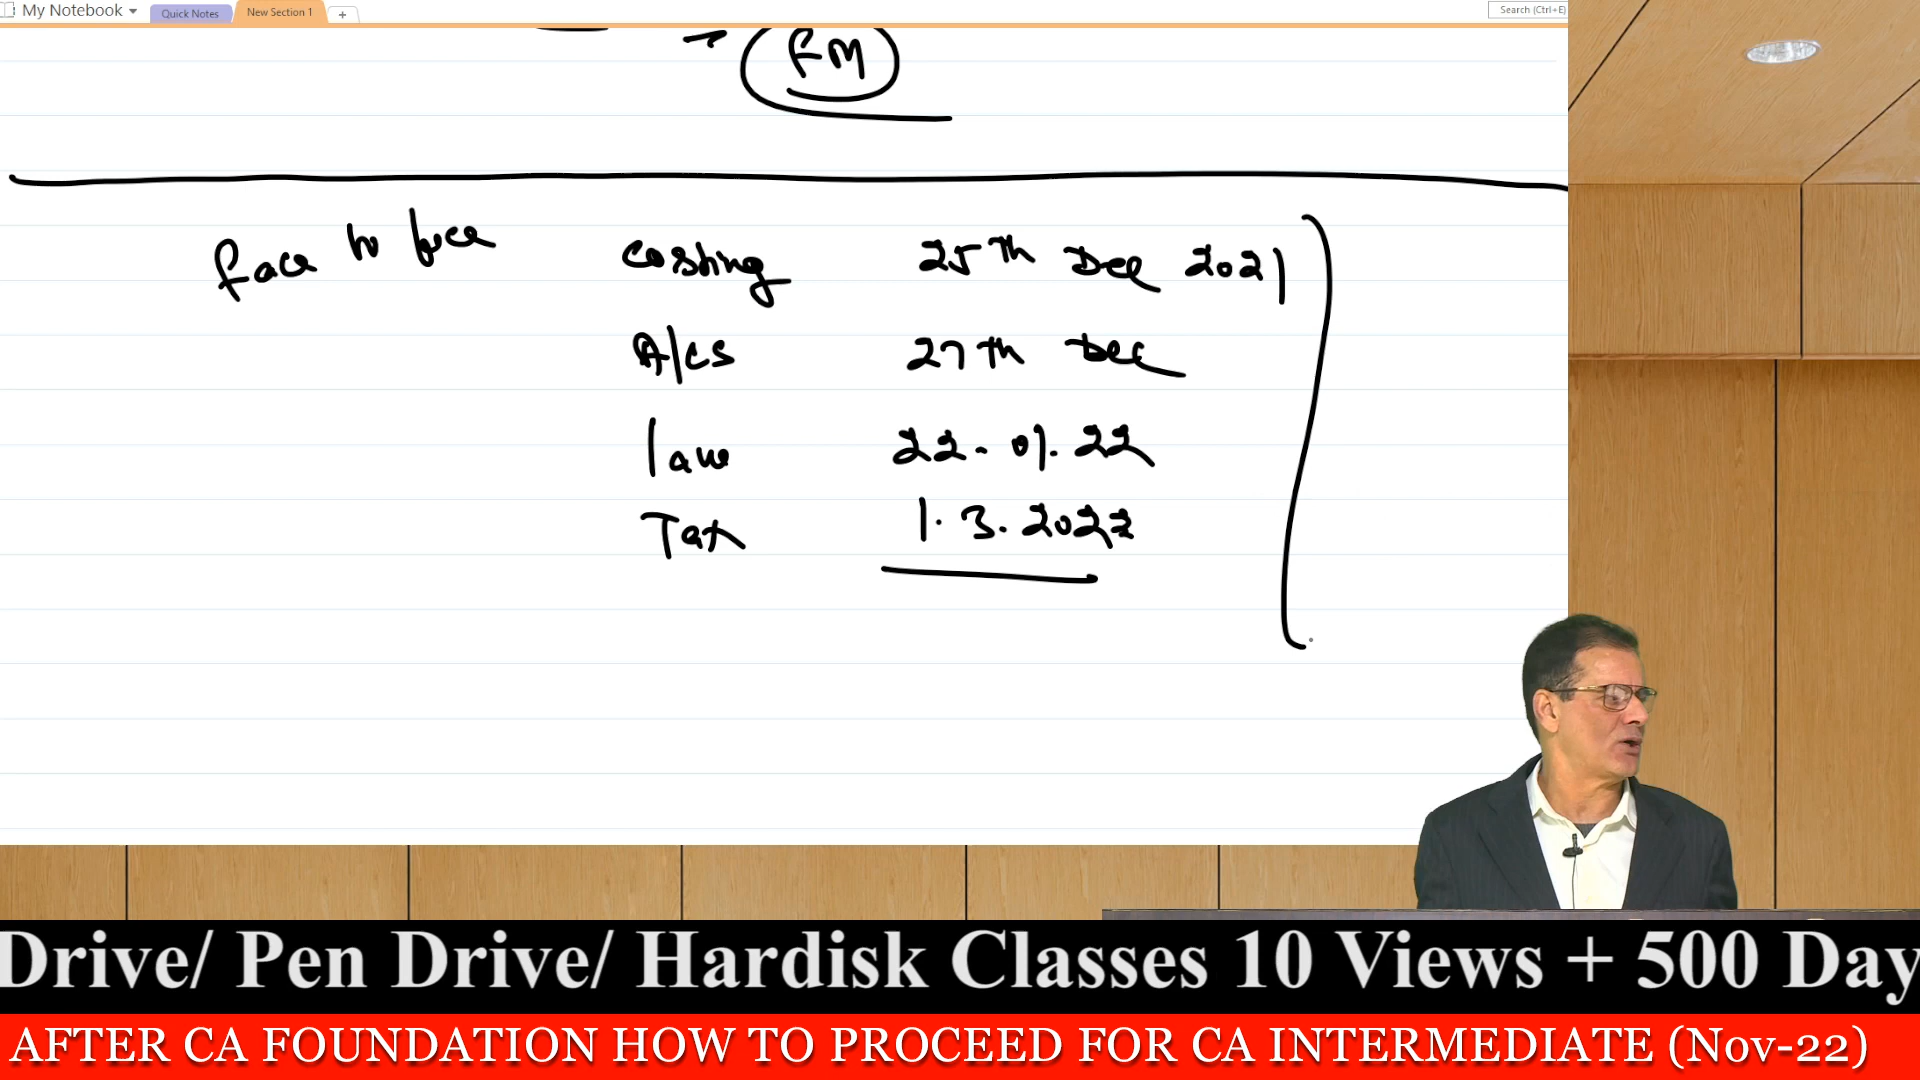 My Notebook Quick Notes New Section 1 + Search (Ctrl+E)
FM
face to face Costing 25th Dec 2021
A/cs 27th Dec
law 22-01.22
Tax 1.3.2022
Drive/ Pen Drive/ Hardisk Classes 10 Views + 500 Day
AFTER CA FOUNDATION HOW TO PROCEED FOR CA INTERMEDIATE (Nov-22)